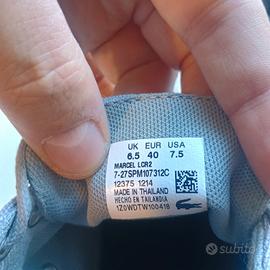 UK EUR USA
6.5 40 7.5
MARCEL LCR2
7-27SPM107312C
12375 1214
MADE IN THAILAND
HECHO EN TAILANDIA
1Z0WDTW100418
subito